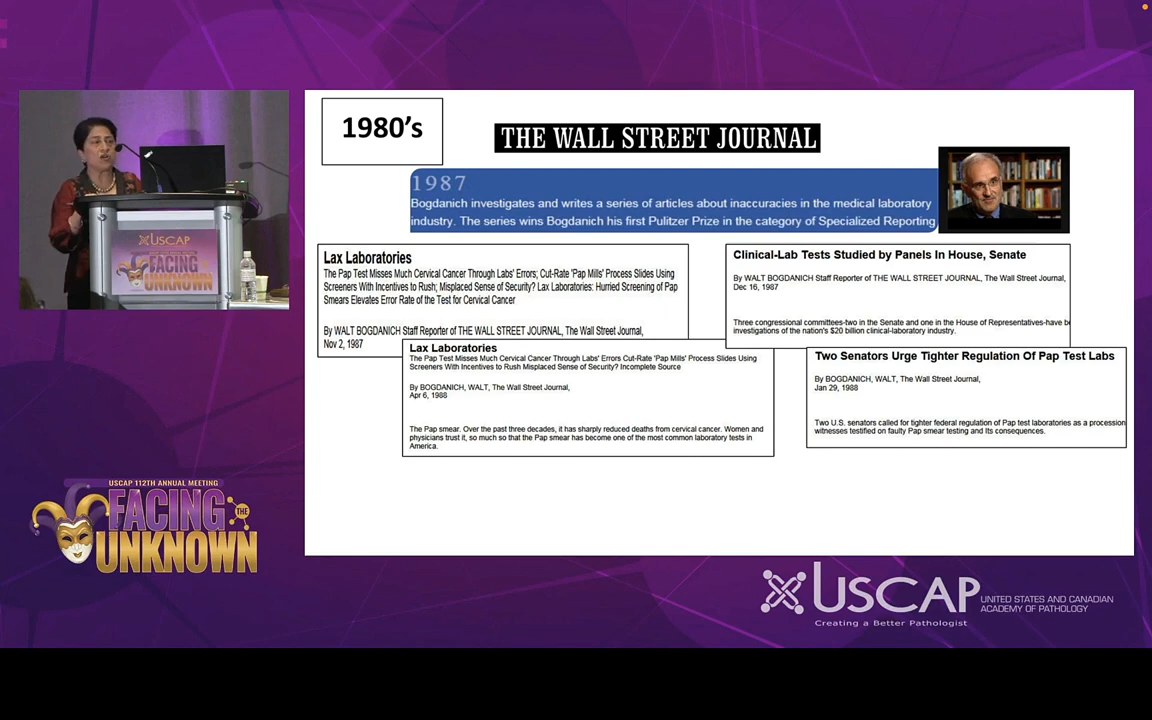 1980's
THE WALL STREET JOURNAL
1987
Bogdanich investigates and writes a series of articles about inaccuracies in the medical laboratory
industry. The series wins Bogdanich his first Pulitzer Prize in the category of Specialized Reporting
Lax Laboratories
The Pap Test Misses Much Cervical Cancer Through Labs' Errors; Cut-Rate 'Pap Mills' Process Slides Using
Screeners With Incentives to Rush; Misplaced Sense of Security? Lax Laboratories: Hurried Screening of Pap
Smears Elevates Error Rate of the Test for Cervical Cancer
By WALT BOGDANICH Staff Reporter of THE WALL STREET JOURNAL, The Wall Street Journal,
Nov 2, 1987
Clinical-Lab Tests Studied by Panels In House, Senate
By WALT BOGDANICH Staff Reporter of THE WALL STREET JOURNAL, The Wall Street Journal,
Dec 16, 1987
Three congressional committees-two in the Senate and one in the House of Representatives-have b
investigations of the nation's $20 billion clinical-laboratory industry.
Lax Laboratories
The Pap Test Misses Much Cervical Cancer Through Labs' Errors Cut-Rate 'Pap Mills' Process Slides Using
Screeners With Incentives to Rush Misplaced Sense of Security? Incomplete Source
By BOGDANICH, WALT, The Wall Street Journal,
Apr 6, 1988
The Pap smear. Over the past three decades, it has sharply reduced deaths from cervical cancer. Women and
physicians trust it, so much so that the Pap smear has become one of the most common laboratory tests in
America.
Two Senators Urge Tighter Regulation Of Pap Test Labs
By BOGDANICH, WALT, The Wall Street Journal,
Jan 29, 1988
Two U.S. senators called for tighter federal regulation of Pap test laboratories as a procession
witnesses testified on faulty Pap smear testing and Its consequences.
USCAP
FACING
THE
UNKNOWN
USCAP 112TH ANNUAL MEETING
FACING
THE
UNKNOWN
USCAP
UNITED STATES AND CANADIAN
ACADEMY OF PATHOLOGY
Creating a Better Pathologist